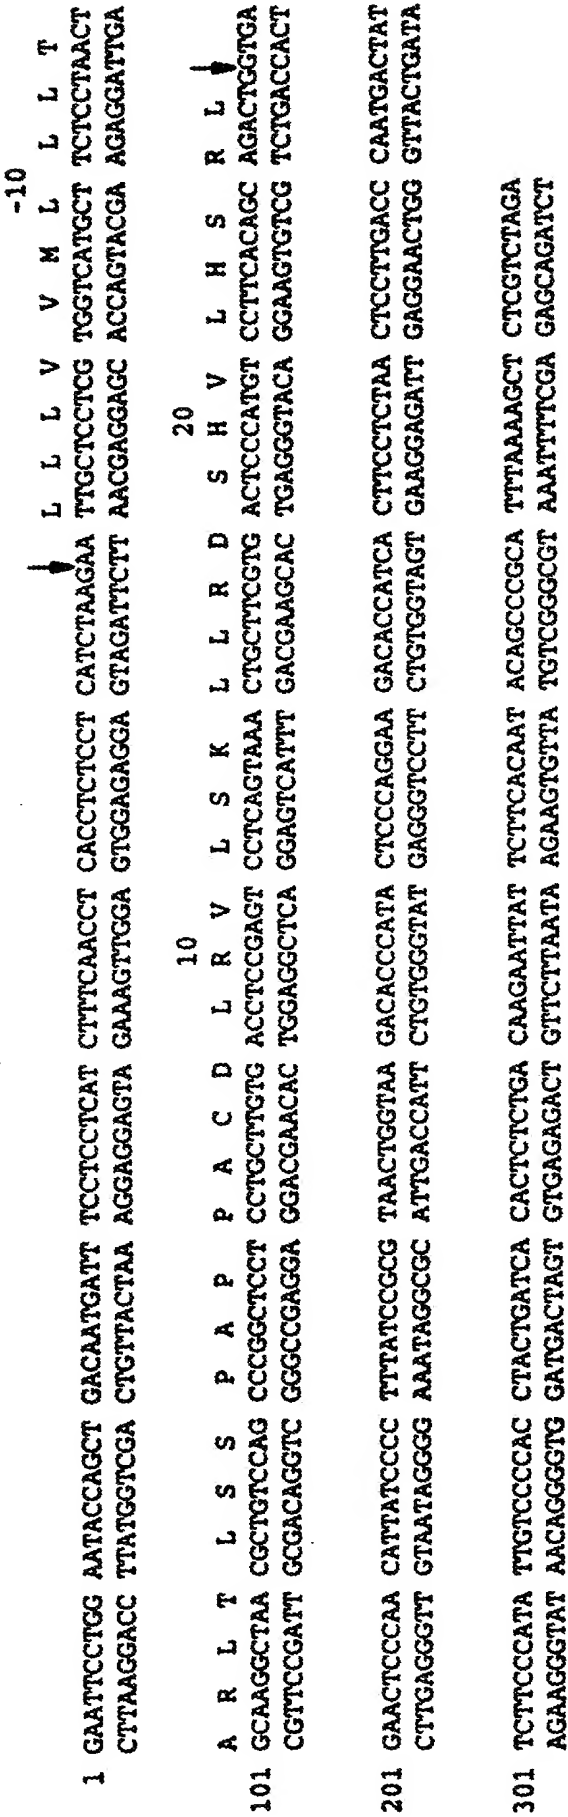 -10
L L L V V M L L L T
1 GAATTCCTGG AATACCAGCT GACAATGATT TCCTCCTCAT CTTTCAACCT CACCTCTCCT CATCTAAGAA TTGCTCCTCG TGGTCATGCT TCTCCTAACT
CTTAAGGACC TTATGGTCGA CTGTTACTAA AGGAGGAGTA GAAAGTTGGA GTGGAGAGGA GTAGATTCTT AACGAGGAGC ACCAGTACGA AGAGGATTGA
10 20
A R L T L S S P A P P A C D L R V L S K L L R D S H V L H S R L
101 GCAAGGCTAA CGCTGTCCAG CCCGGCTCCT CCTGCTTGTG ACCTCCGAGT CCTCAGTAAA CTGCTTCGTG ACTCCCATGT CCTTCACAGC AGACTGGTGA
CGTTCCGATT GCGACAGGTC GGGCCGAGGA GGACGAACAC TGGAGGCTCA GGAGTCATTT GACGAAGCAC TGAGGGTACA GGAAGTGTCG TCTGACCACT
201 GAACTCCCAA CATTATCCCC TTTATCCGCG TAACTGGTAA GACACCCATA CTCCCAGGAA GACACCATCA CTTCCTCTAA CTCCTTGACC CAATGACTAT
CTTGAGGGTT GTAATAGGGG AAATAGGCGC ATTGACCATT CTGTGGGTAT GAGGGTCCTT CTGTGGTAGT GAAGGAGATT GAGGAACTGG GTTACTGATA
301 TCTTCCCATA TTGTCCCCAC CTACTGATCA CACTCTCTGA CAAGAATTAT TCTTCACAAT ACAGCCCGCA TTTAAAAGCT CTCGTCTAGA
AGAAGGGTAT AACAGGGGTG GATGACTAGT GTGAGAGACT GTTCTTAATA AGAAGTGTTA TGTCGGGCGT AAATTTTCGA GAGCAGATCT